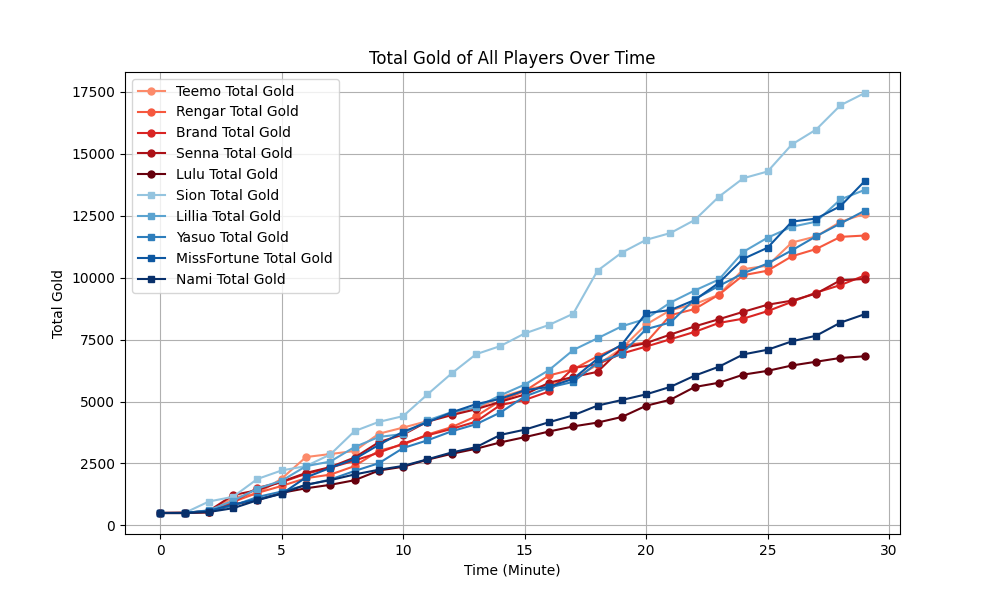 Total Gold of All Players Over Time
Total Gold
17500
15000
12500
10000
7500
5000
2500
0
Teemo Total Gold
Rengar Total Gold
Brand Total Gold
Senna Total Gold
Lulu Total Gold
Sion Total Gold
Lillia Total Gold
Yasuo Total Gold
MissFortune Total Gold
Nami Total Gold
0 5 10 15 20 25 30
Time (Minute)